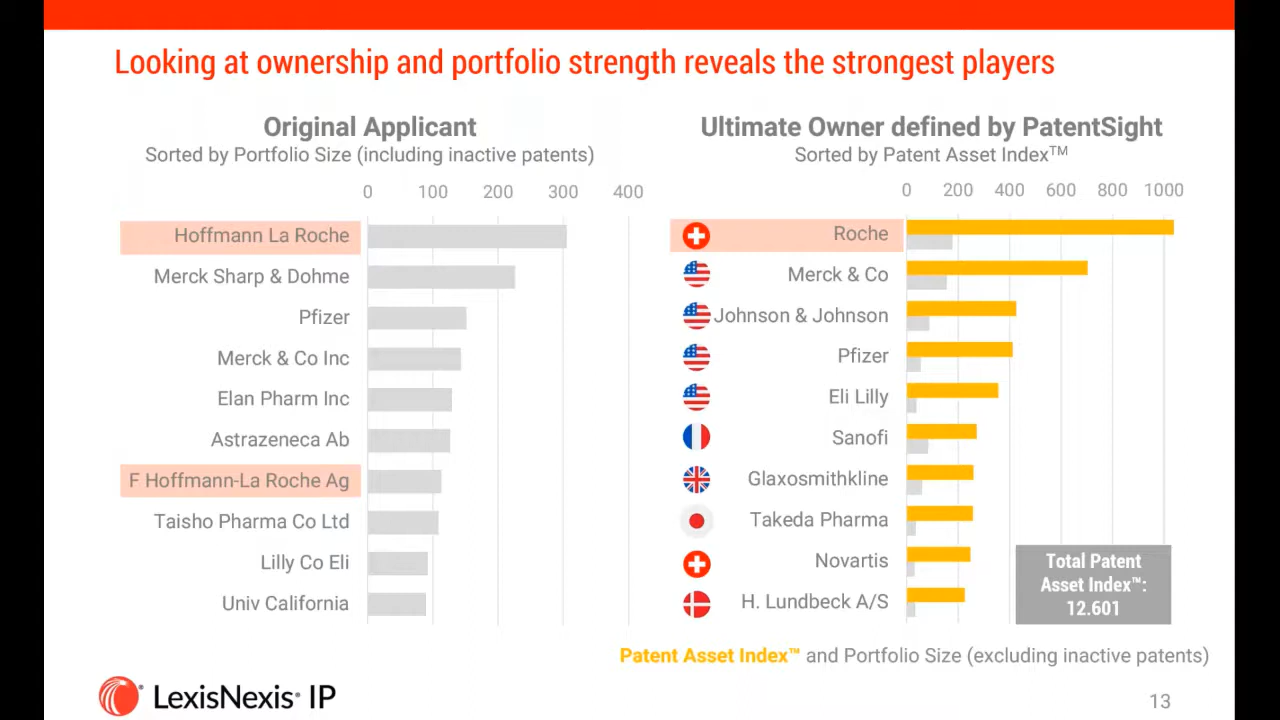 Looking at ownership and portfolio strength reveals the strongest players
Original Applicant
Sorted by Portfolio Size (including inactive patents)
0 100 200 300 400
Hoffmann La Roche
Merck Sharp & Dohme
Pfizer
Merck & Co Inc
Elan Pharm Inc
Astrazeneca Ab
F Hoffmann-La Roche Ag
Taisho Pharma Co Ltd
Lilly Co Eli
Univ California
Ultimate Owner defined by PatentSight
Sorted by Patent Asset Index™
0 200 400 600 800 1000
Roche
Merck & Co
Johnson & Johnson
Pfizer
Eli Lilly
Sanofi
Glaxosmithkline
Takeda Pharma
Novartis
H. Lundbeck A/S
Total Patent
Asset Index™:
12.601
Patent Asset Index™ and Portfolio Size (excluding inactive patents)
LexisNexis® IP
13